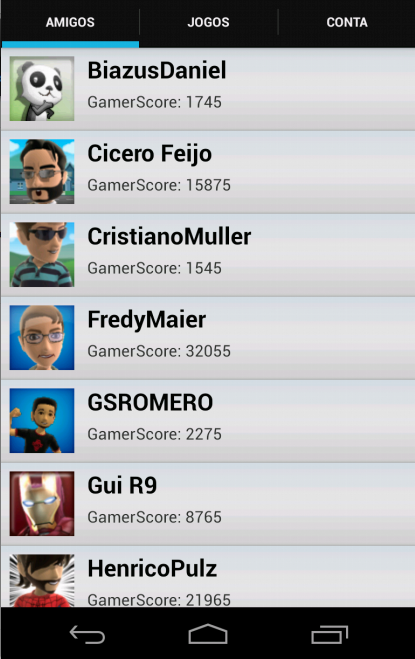 AMIGOS
JOGOS
CONTA
BiazusDaniel
GamerScore: 1745
Cicero Feijo
GamerScore: 15875
CristianoMuller
GamerScore: 1545
FredyMaier
GamerScore: 32055
GSROMERO
GamerScore: 2275
Gui R9
GamerScore: 8765
HenricoPulz
GamerScore: 21965